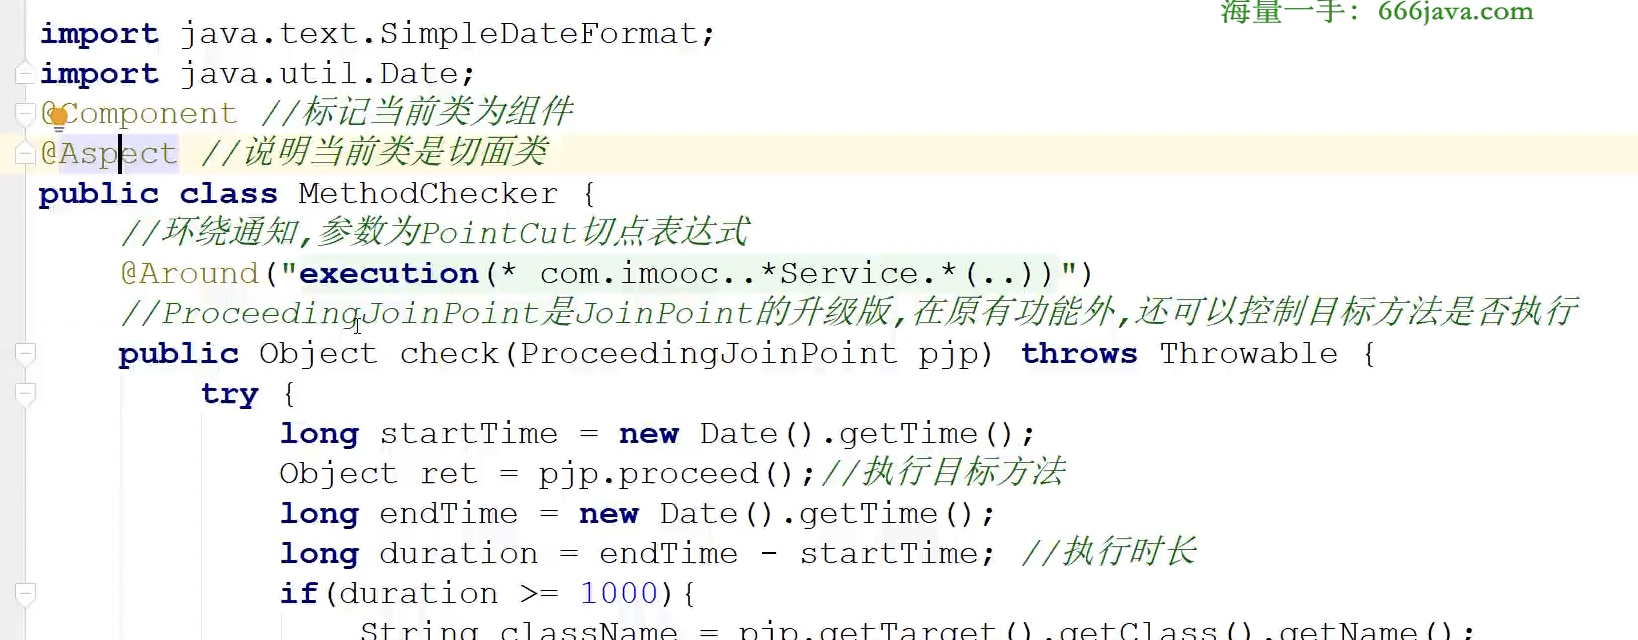 海量一手：666java.com
import java.text.SimpleDateFormat;
import java.util.Date;
@Component //标记当前类为组件
@Aspect //说明当前类是切面类
public class MethodChecker {
//环绕通知,参数为PointCut切点表达式
@Around("execution(* com.imooc..*Service.*(..))")
//ProceedingJoinPoint是JoinPoint的升级版,在原有功能外,还可以控制目标方法是否执行
public Object check(ProceedingJoinPoint pjp) throws Throwable {
try {
long startTime = new Date().getTime();
Object ret = pjp.proceed();//执行目标方法
long endTime = new Date().getTime();
long duration = endTime - startTime; //执行时长
if(duration >= 1000){
String className = pjp.getTarget().getClass().getName();